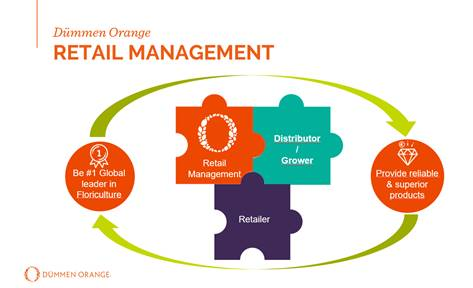 Dümmen Orange
RETAIL MANAGEMENT
1
Be #1 Global
leader in
Floriculture
Retail
Management
Distributor
/
Grower
Retailer
Provide reliable
& superior
products
DÜMMEN ORANGE